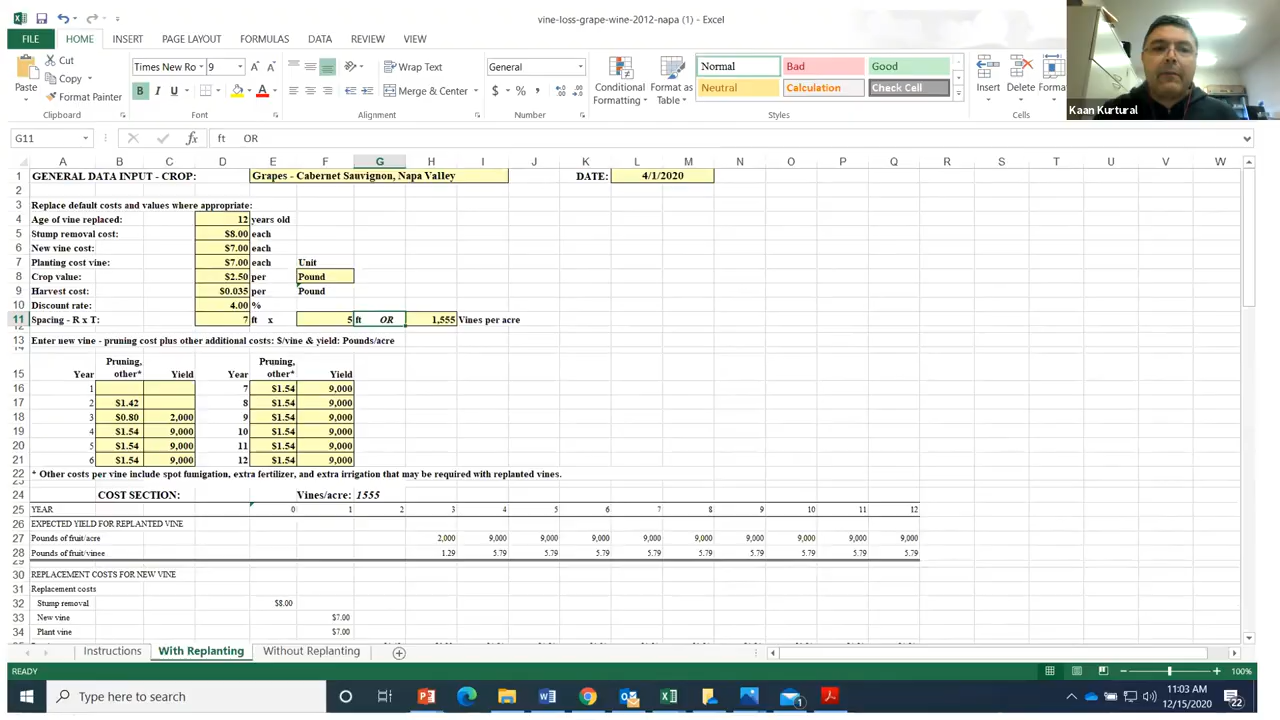 vine-loss-grape-wine-2012-napa (1) - Excel
FILE HOME INSERT PAGE LAYOUT FORMULAS DATA REVIEW VIEW
Paste
Cut
Copy
Format Painter
Clipboard
Times New Ro 9
B I U
Font
Wrap Text
Merge & Center
Alignment
General
$ % ,
Number
Conditional Formatting
Format as Table
Normal Bad Good
Neutral Calculation Check Cell
Styles
Insert Delete Forma
Cells
Kaan Kurtural
G11 fx ft OR
A B C D E F G H I J K L M N O P Q R S T U V W
1 GENERAL DATA INPUT - CROP: Grapes - Cabernet Sauvignon, Napa Valley DATE: 4/1/2020
2
3 Replace default costs and values where appropriate:
4 Age of vine replaced: 12 years old
5 Stump removal cost: $8.00 each
6 New vine cost: $7.00 each
7 Planting cost vine: $7.00 each Unit
8 Crop value: $2.50 per Pound
9 Harvest cost: $0.035 per Pound
10 Discount rate: 4.00 %
11 Spacing - R x T: 7 ft x 5 ft OR 1,555 Vines per acre
12
13 Enter new vine - pruning cost plus other additional costs: $/vine & yield: Pounds/acre
14
Pruning, Pruning,
15 Year other* Yield Year other* Yield
16 1 7 $1.54 9,000
17 2 $1.42 8 $1.54 9,000
18 3 $0.80 2,000 9 $1.54 9,000
19 4 $1.54 9,000 10 $1.54 9,000
20 5 $1.54 9,000 11 $1.54 9,000
21 6 $1.54 9,000 12 $1.54 9,000
22 * Other costs per vine include spot fumigation, extra fertilizer, and extra irrigation that may be required with replanted vines.
23
24 COST SECTION: Vines/acre: 1555
25 YEAR 0 1 2 3 4 5 6 7 8 9 10 11 12
26 EXPECTED YIELD FOR REPLANTED VINE
27 Pounds of fruit/acre 2,000 9,000 9,000 9,000 9,000 9,000 9,000 9,000 9,000 9,000
28 Pounds of fruit/vinee 1.29 5.79 5.79 5.79 5.79 5.79 5.79 5.79 5.79 5.79
29
30 REPLACEMENT COSTS FOR NEW VINE
31 Replacement costs
32 Stump removal $8.00
33 New vine $7.00
34 Plant vine $7.00
Instructions With Replanting Without Replanting
READY 100%
Type here to search
11:03 AM
12/15/2020
22